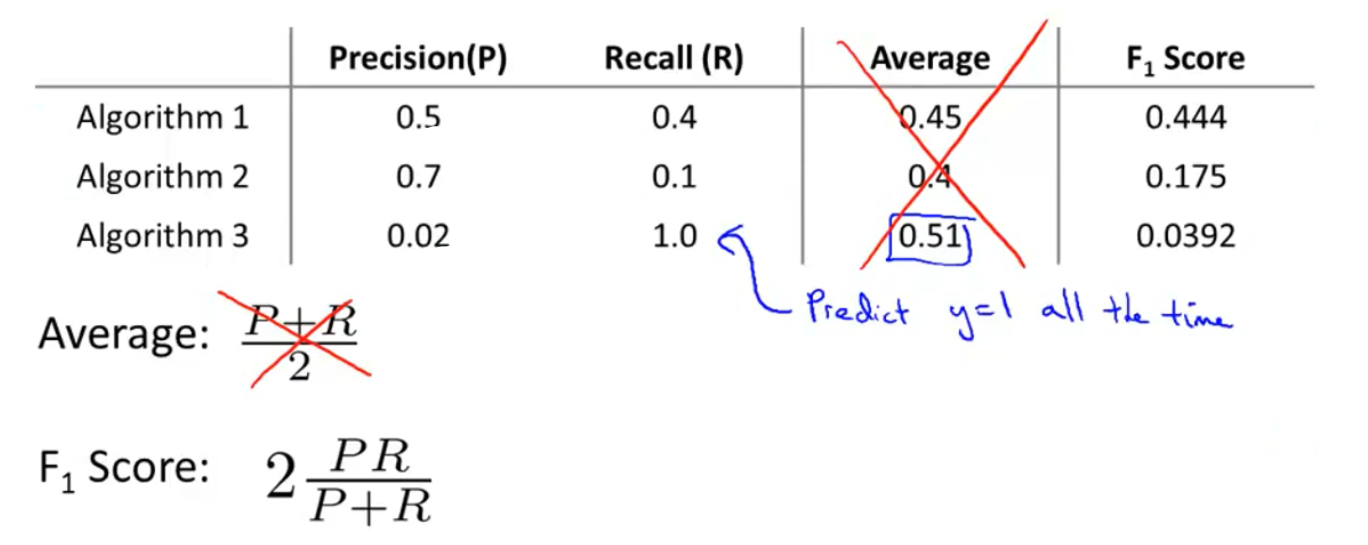 Precision(P) Recall (R) Average F₁ Score
Algorithm 1 0.5 0.4 0.45 0.444
Algorithm 2 0.7 0.1 0.4 0.175
Algorithm 3 0.02 1.0 0.51 0.0392
Predict y=1 all the time
Average: P+R
2
F₁ Score: 2 PR
P+R